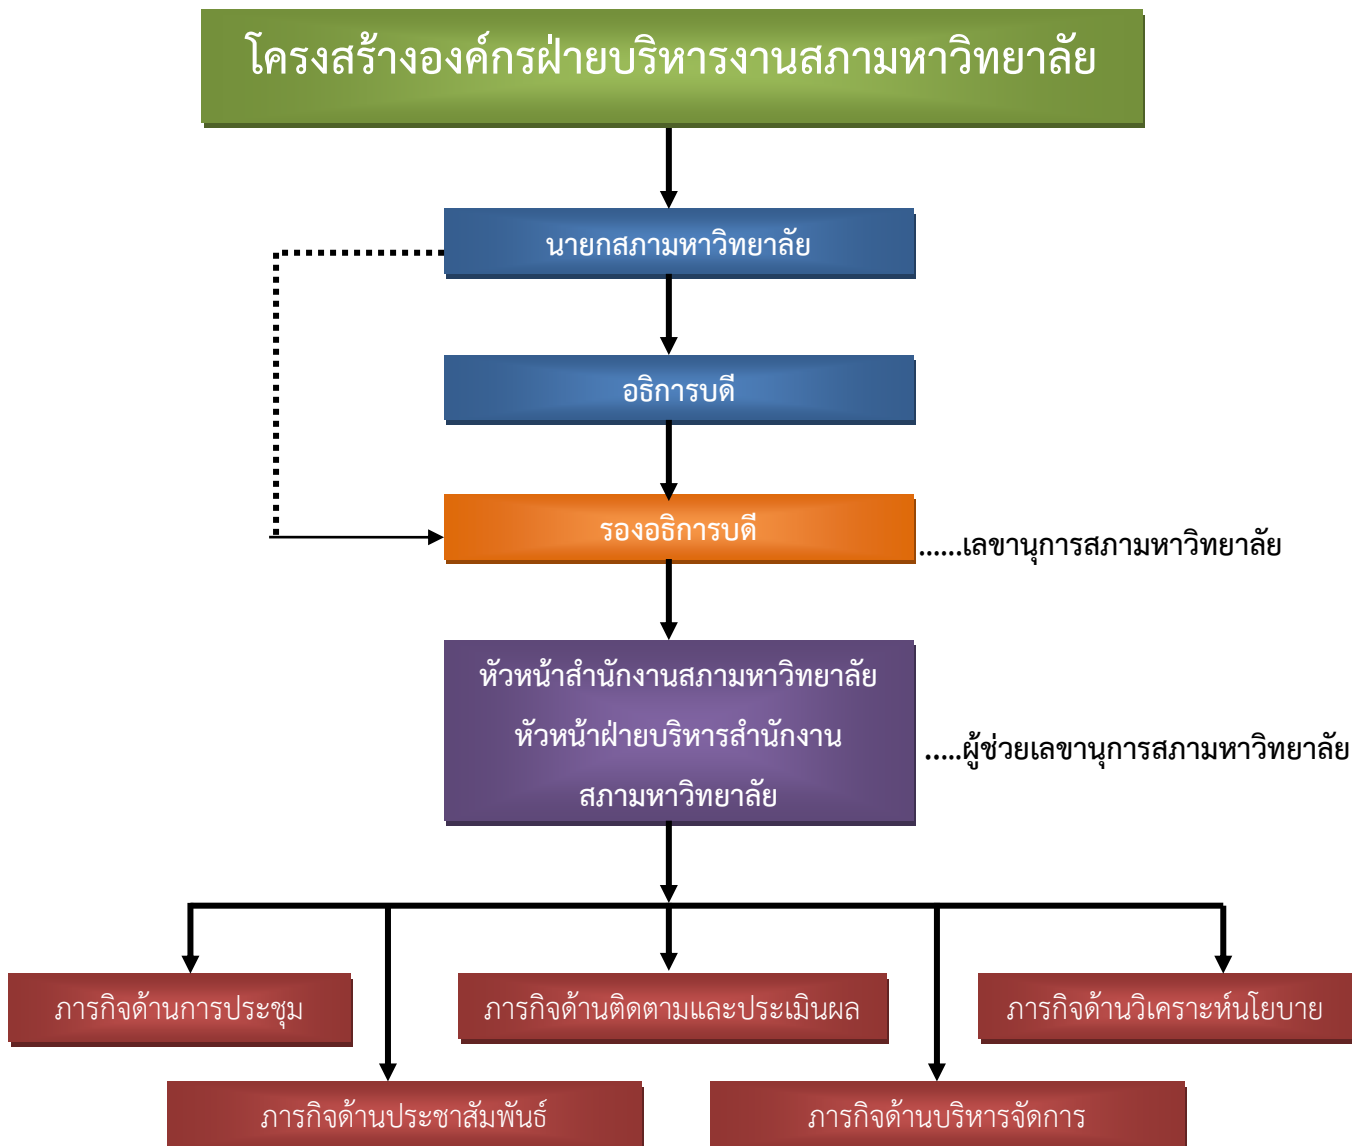 โครงสร้างองค์กรฝ่ายบริหารงานสภามหาวิทยาลัย
นายกสภามหาวิทยาลัย
อธิการบดี
รองอธิการบดี
......เลขานุการสภามหาวิทยาลัย
หัวหน้าสำนักงานสภามหาวิทยาลัย
หัวหน้าฝ่ายบริหารสำนักงาน
สภามหาวิทยาลัย
.....ผู้ช่วยเลขานุการสภามหาวิทยาลัย
ภารกิจด้านการประชุม
ภารกิจด้านติดตามและประเมินผล
ภารกิจด้านวิเคราะห์นโยบาย
ภารกิจด้านประชาสัมพันธ์
ภารกิจด้านบริหารจัดการ